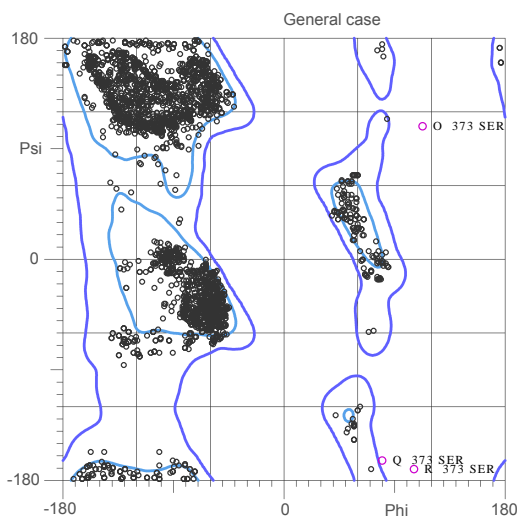 General case
180
O 373 SER
Psi
0
Q 373 SER
R 373 SER
-180
-180
0
Phi
180